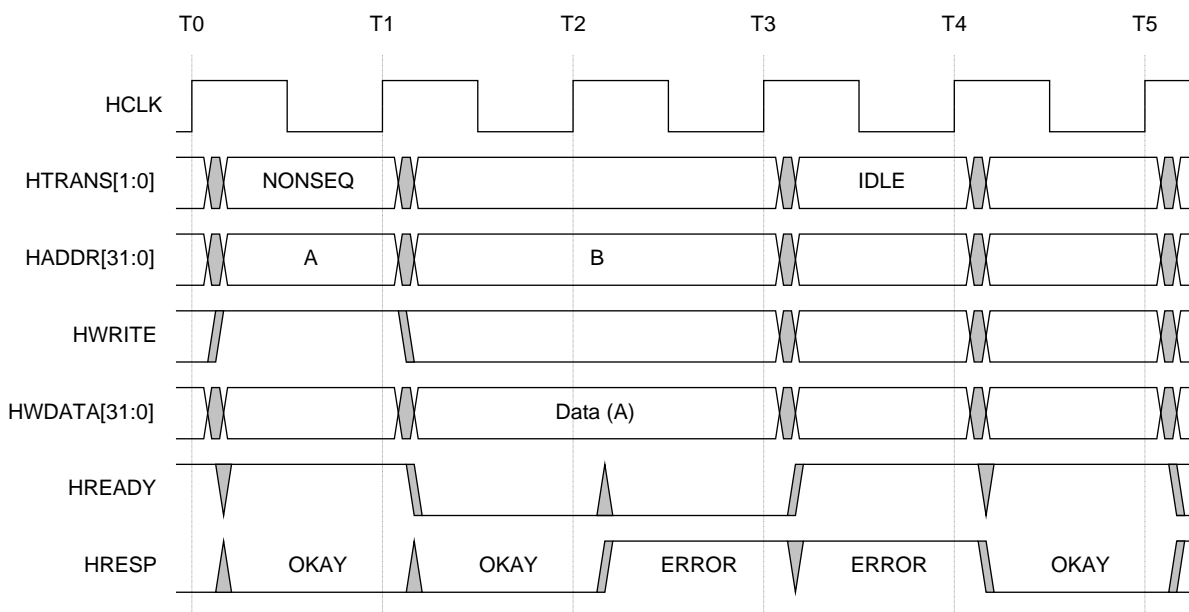 T0 T1 T2 T3 T4 T5
HCLK
HTRANS[1:0] NONSEQ IDLE
HADDR[31:0] A B
HWRITE
HWDATA[31:0] Data (A)
HREADY
HRESP OKAY OKAY ERROR ERROR OKAY